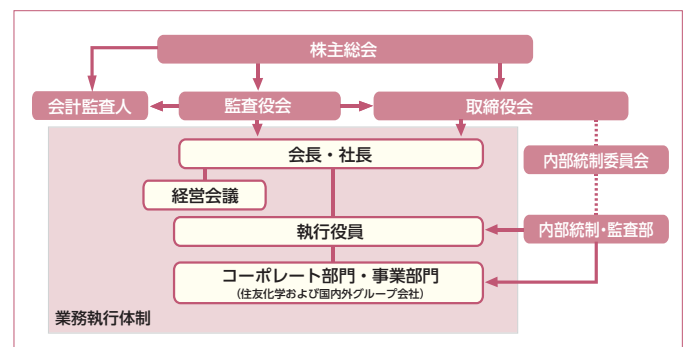 株主総会
会計監査人
監査役会
取締役会
会長・社長
内部統制委員会
経営会議
執行役員
内部統制・監査部
コーポレート部門・事業部門
(住友化学および国内外グループ会社)
業務執行体制